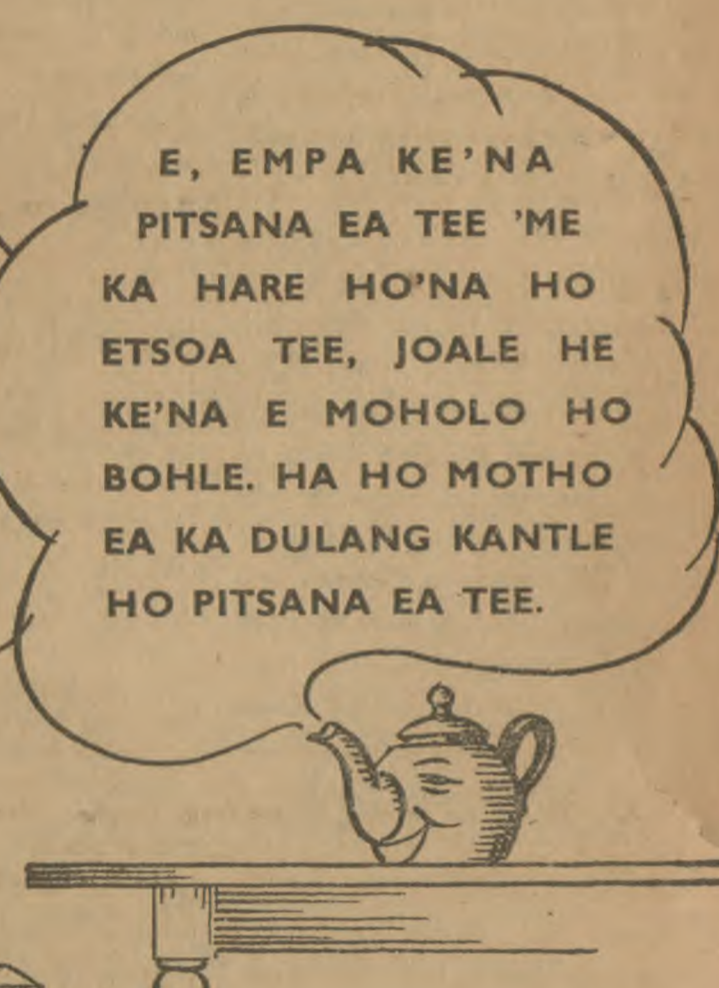 E, EMPA KE'NA
PITSANA EA TEE 'ME
KA HARE HO'NA HO
ETSOA TEE, JOALE HE
KE'NA E MOHOLO HO
BOHLE. HA HO MOTHO
EA KA DULANG KANTLE
HO PITSANA EA TEE.